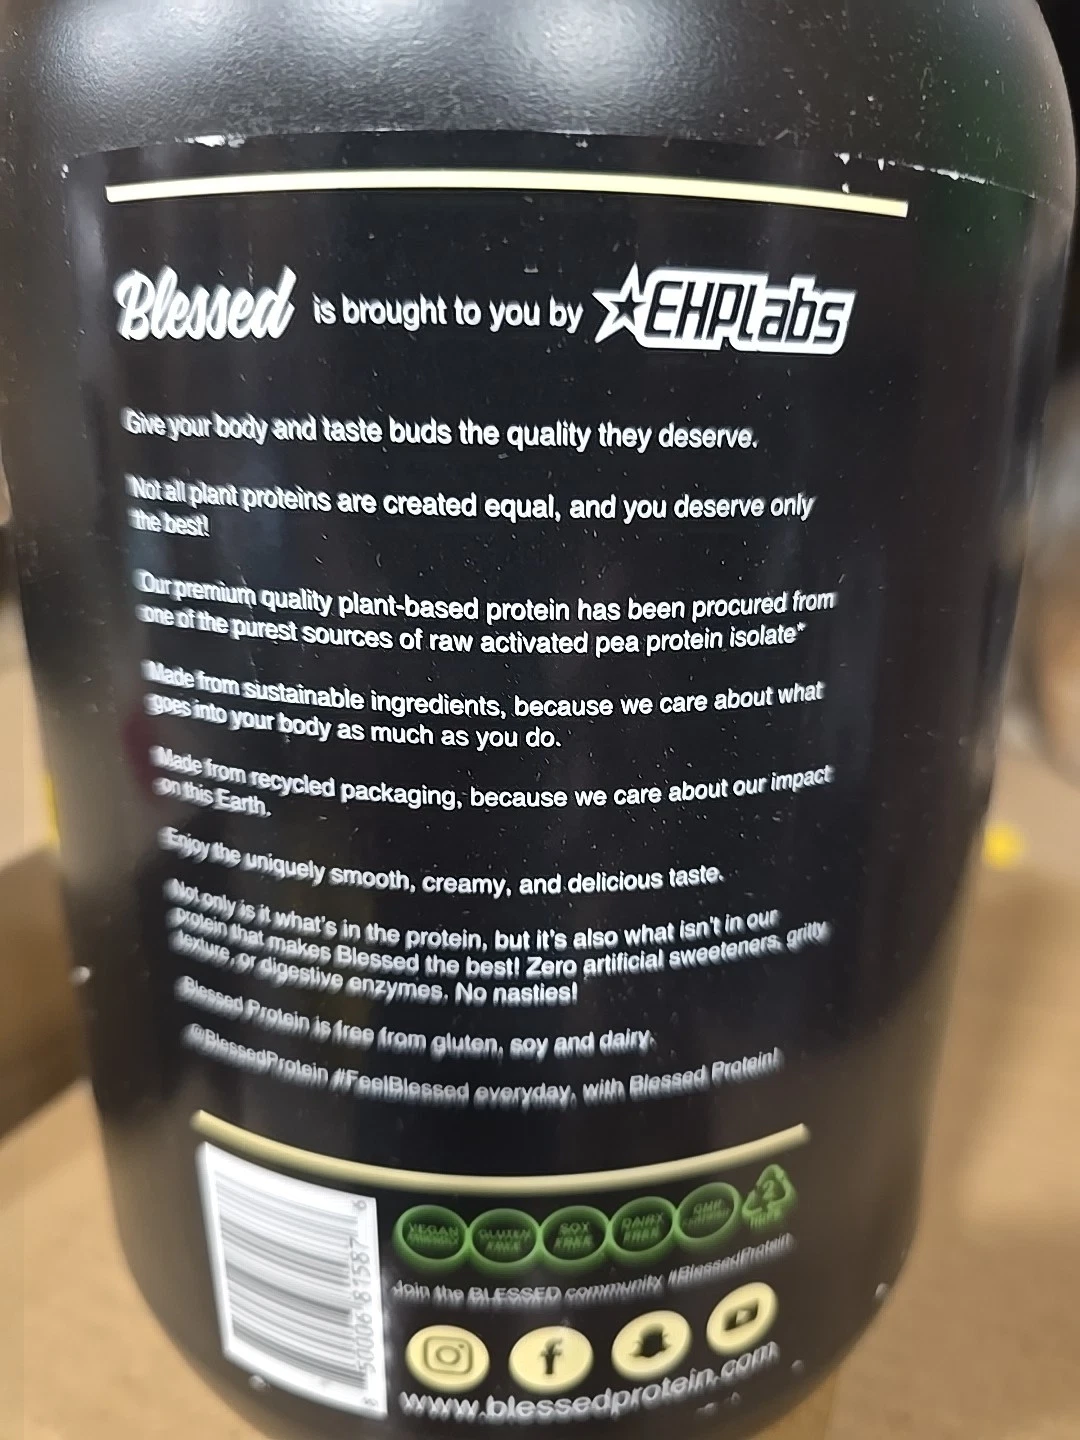 Blessed is brought to you by EHPlabs
Give your body and taste buds the quality they deserve.
Not all plant proteins are created equal, and you deserve only
the best!
Our premium quality plant-based protein has been procured from
one of the purest sources of raw activated pea protein isolate*
Made from sustainable ingredients, because we care about what
goes into your body as much as you do.
Made from recycled packaging, because we care about our impact
on this Earth.
Enjoy the uniquely smooth, creamy, and delicious taste.
Not only is it what's in the protein, but it's also what isn't in our
protein that makes Blessed the best! Zero artificial sweeteners, gritty
texture, or digestive enzymes. No nasties!
Blessed Protein is free from gluten, soy and dairy.
@BlessedProtein #FeelBlessed everyday, with Blessed Protein!
VEGAN
GLUTEN
FREE
SOY
FREE
DAIRY
FREE
GMP
2
HDPE
Join the BLESSED community #BlessedProtein
50006 81587 6
www.blessedprotein.com